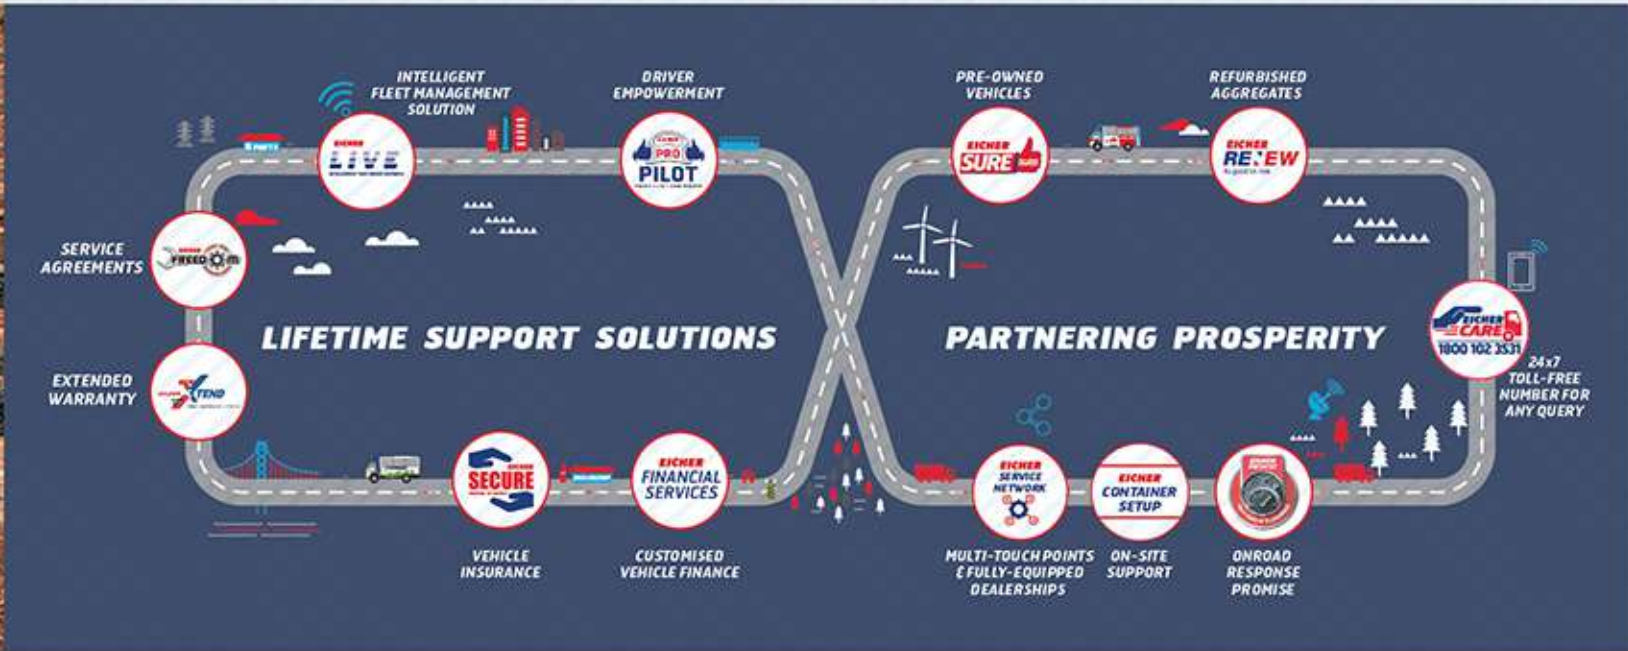 INTELLIGENT
FLEET MANAGEMENT
SOLUTION
EICHER
LIVE
DRIVER
EMPOWERMENT
PRO
PILOT
PRE-OWNED
VEHICLES
EICHER
SURE
REFURBISHED
AGGREGATES
EICHER
RENEW
SERVICE
AGREEMENTS
FREEDOM
EXTENDED
WARRANTY
XTEND
LIFETIME SUPPORT SOLUTIONS
PARTNERING PROSPERITY
EICHER
CARE
1800 102 3531
24x7
TOLL-FREE
NUMBER FOR
ANY QUERY
EICHER
SECURE
VEHICLE
INSURANCE
EICHER
FINANCIAL
SERVICES
CUSTOMISED
VEHICLE FINANCE
EICHER
SERVICE
NETWORK
MULTI-TOUCH POINTS
& FULLY-EQUIPPED
DEALERSHIPS
EICHER
CONTAINER
SETUP
ON-SITE
SUPPORT
ONROAD
RESPONSE
PROMISE